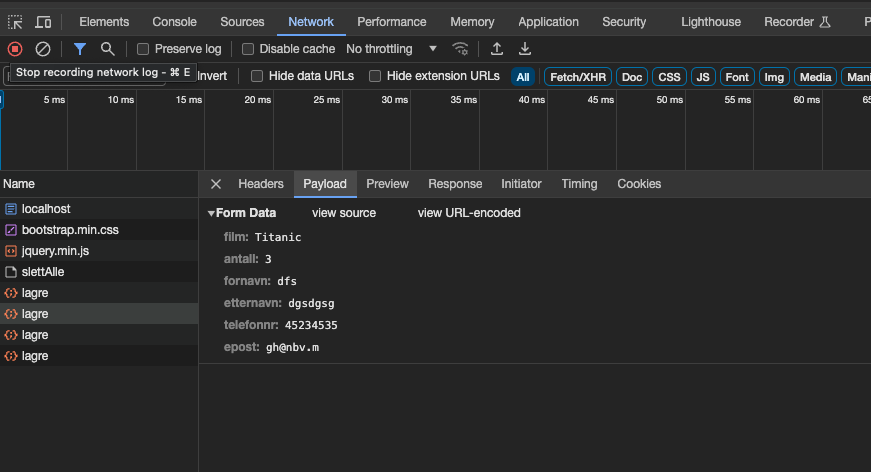 Elements Console Sources Network Performance Memory Application Security Lighthouse Recorder P
Preserve log Disable cache No throttling
Stop recording network log - ⌘ E
Invert Hide data URLs Hide extension URLs All Fetch/XHR Doc CSS JS Font Img Media Mani
5 ms 10 ms 15 ms 20 ms 25 ms 30 ms 35 ms 40 ms 45 ms 50 ms 55 ms 60 ms 65
Name Headers Payload Preview Response Initiator Timing Cookies
localhost
bootstrap.min.css
jquery.min.js
slettAlle
lagre
lagre
lagre
lagre
Form Data view source view URL-encoded
film: Titanic
antall: 3
fornavn: dfs
etternavn: dgsdgsg
telefonnr: 45234535
epost: gh@nbv.m